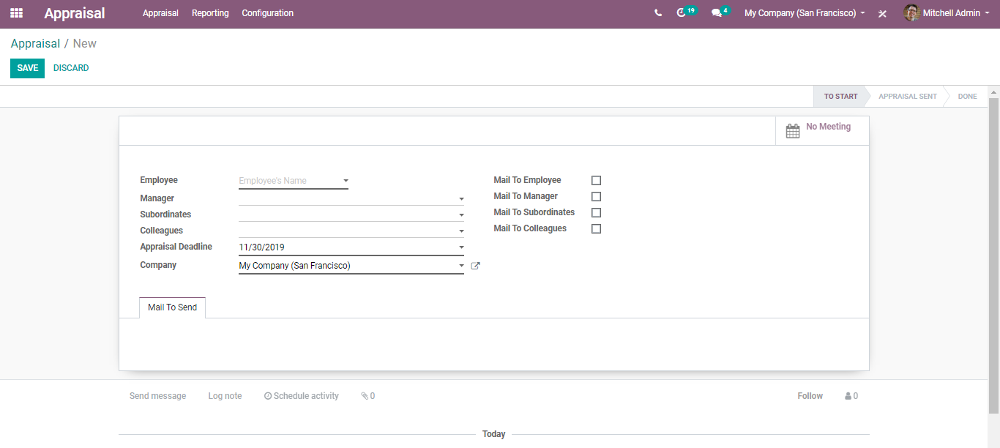 Appraisal Appraisal Reporting Configuration 19 4 My Company (San Francisco) Mitchell Admin
Appraisal / New
SAVE DISCARD
TO START APPRAISAL SENT DONE
No Meeting
Employee Employee's Name Mail To Employee
Manager Mail To Manager
Subordinates Mail To Subordinates
Colleagues Mail To Colleagues
Appraisal Deadline 11/30/2019
Company My Company (San Francisco)
Mail To Send
Send message Log note Schedule activity 0 Follow 0
Today